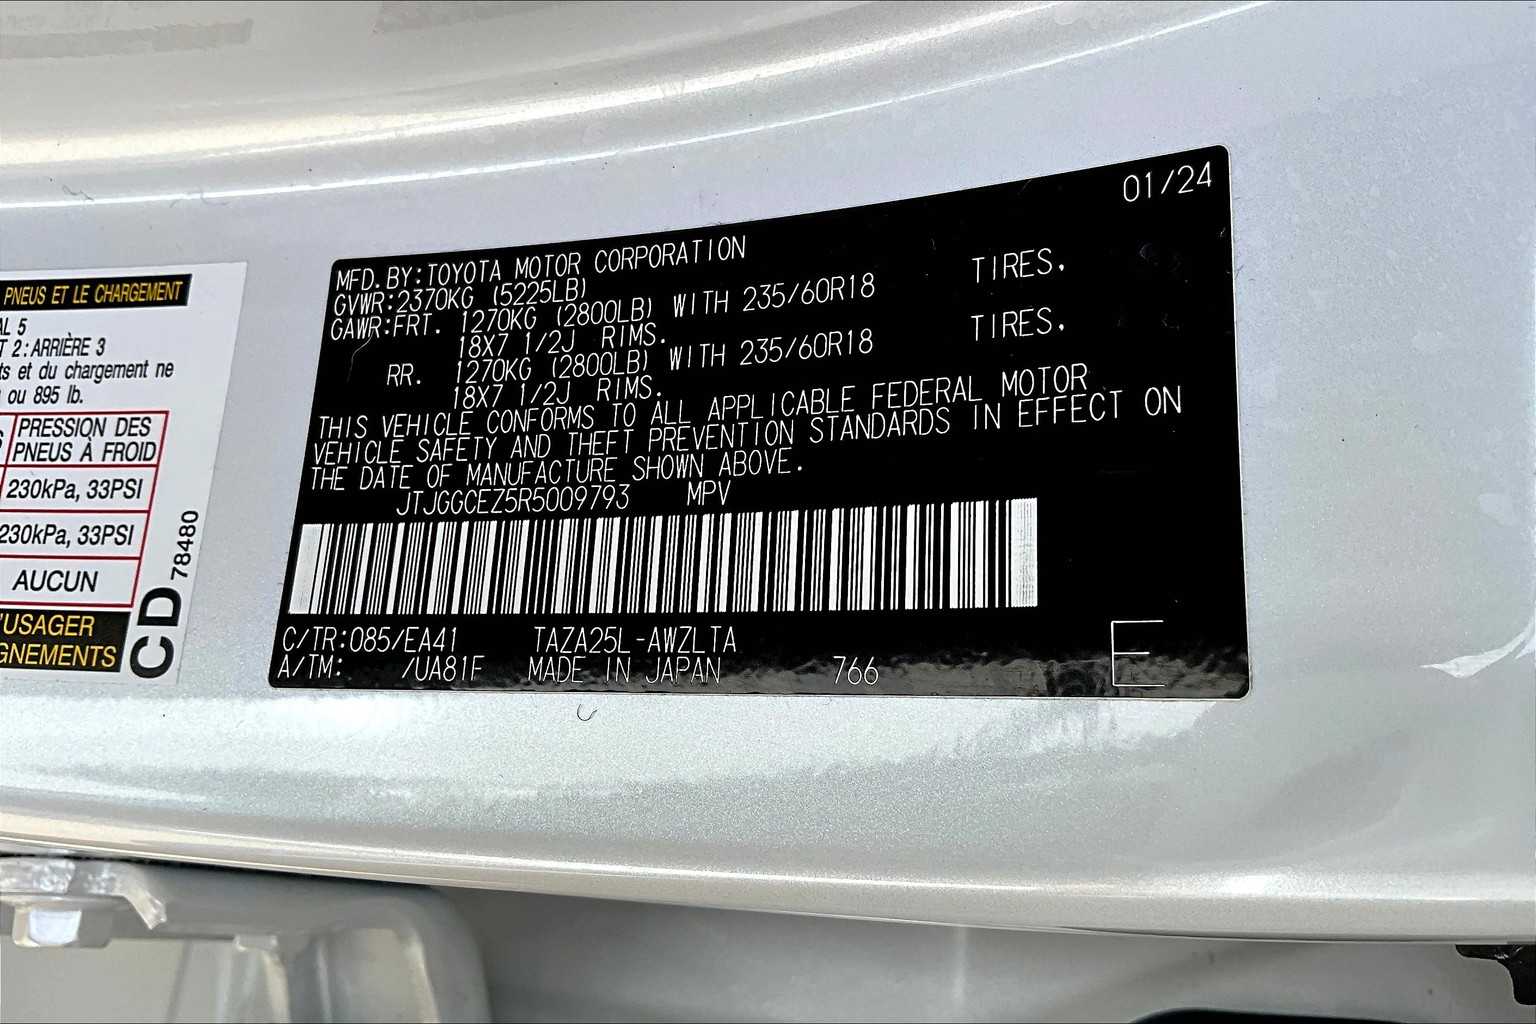 PNEUS ET LE CHARGEMENT
AL 5
T 2: ARRIÈRE 3
ts et du chargement ne
ou 895 lb.
PRESSION DES
PNEUS À FROID
230kPa, 33PSI
230kPa, 33PSI
AUCUN
'USAGER
GNEMENTS
CD 78480
01/24
MFD. BY: TOYOTA MOTOR CORPORATION
GVWR: 2370KG (5225LB)
GAWR: FRT. 1270KG (2800LB) WITH 235/60R18 TIRES,
18X7 1/2J RIMS.
RR. 1270KG (2800LB) WITH 235/60R18 TIRES,
18X7 1/2J RIMS.
THIS VEHICLE CONFORMS TO ALL APPLICABLE FEDERAL MOTOR
VEHICLE SAFETY AND THEFT PREVENTION STANDARDS IN EFFECT ON
THE DATE OF MANUFACTURE SHOWN ABOVE.
JTJGGCEZ5R5009793 MPV
C/TR: 085/EA41 TAZA25L-AWZLTA
A/TM: /UA81F MADE IN JAPAN 766
E